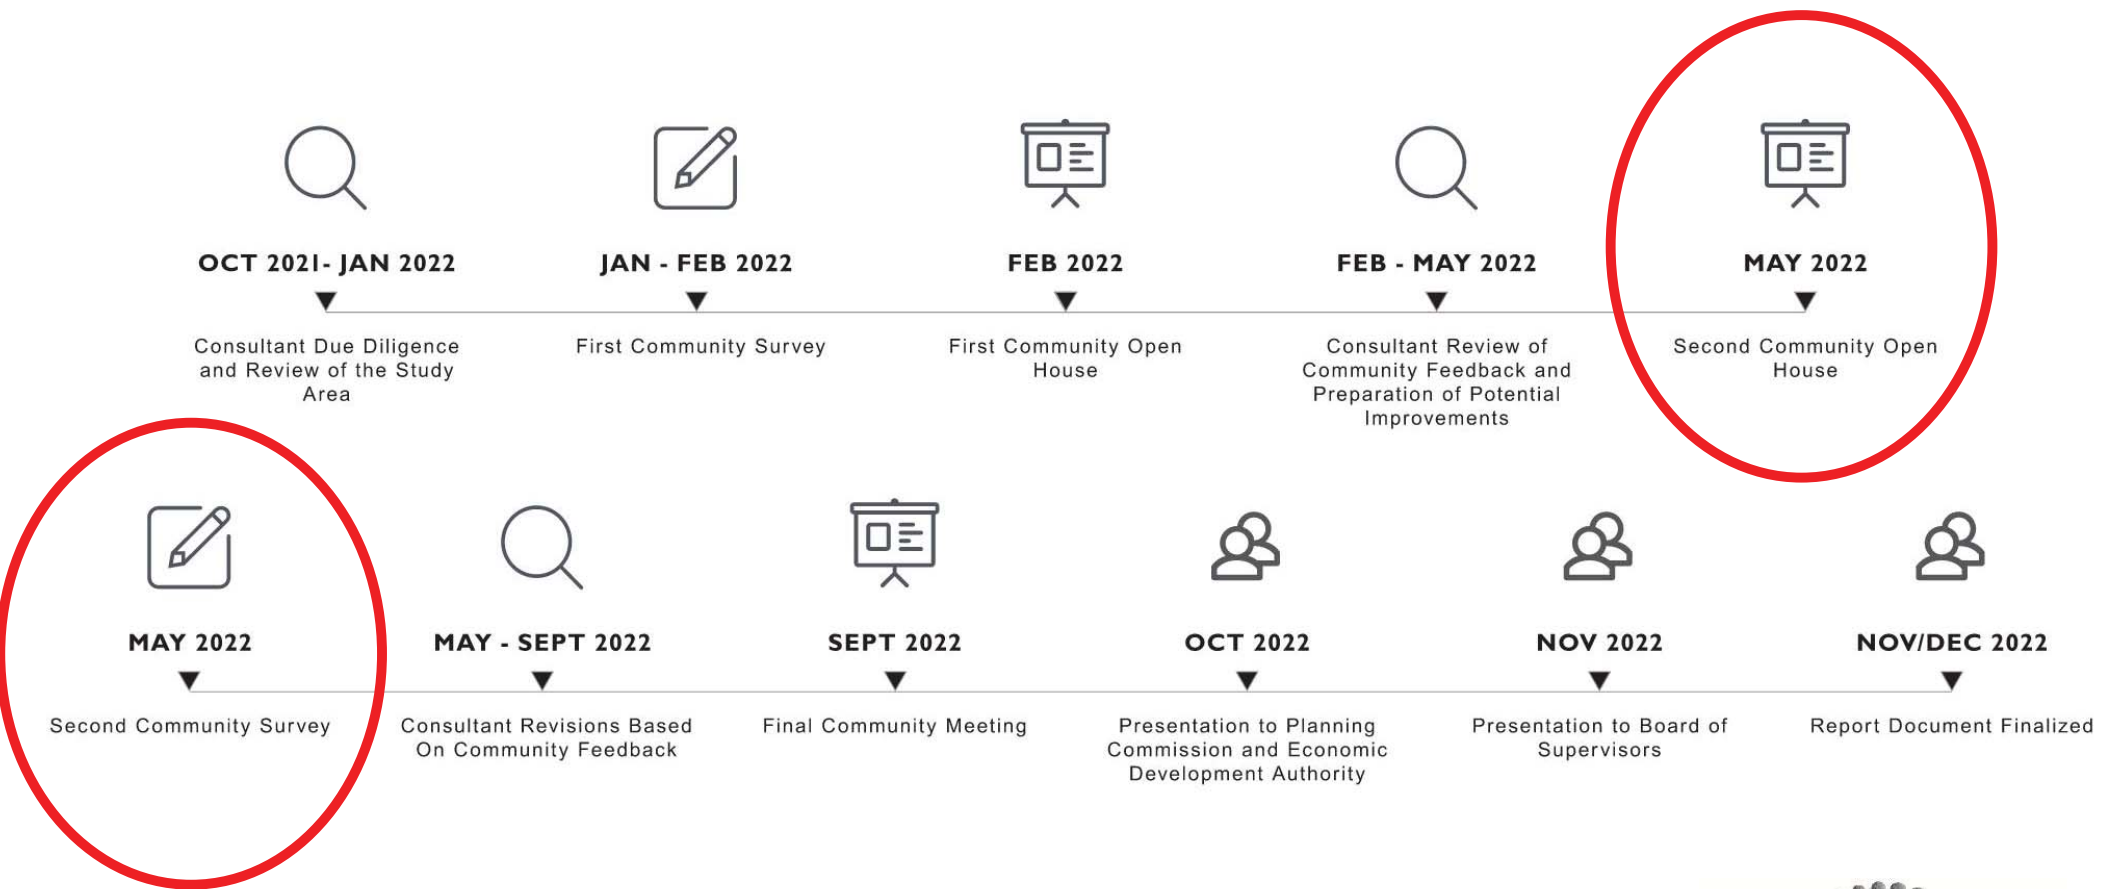 OCT 2021- JAN 2022
JAN - FEB 2022
FEB 2022
FEB - MAY 2022
MAY 2022
Consultant Due Diligence
and Review of the Study
Area
First Community Survey
First Community Open
House
Consultant Review of
Community Feedback and
Preparation of Potential
Improvements
Second Community Open
House
MAY 2022
MAY - SEPT 2022
SEPT 2022
OCT 2022
NOV 2022
NOV/DEC 2022
Second Community Survey
Consultant Revisions Based
On Community Feedback
Final Community Meeting
Presentation to Planning
Commission and Economic
Development Authority
Presentation to Board of
Supervisors
Report Document Finalized